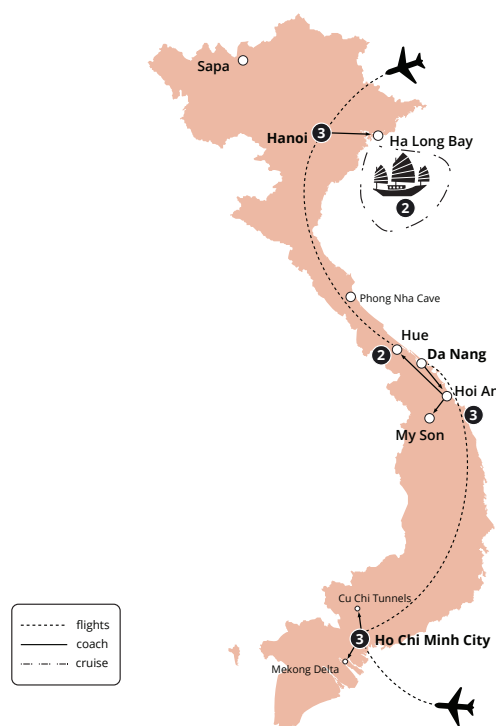 Sapa
Hanoi
3
Ha Long Bay
2
Phong Nha Cave
Hue
2
Da Nang
Hoi An
3
My Son
Cu Chi Tunnels
3
Ho Chi Minh City
Mekong Delta
flights
coach
cruise